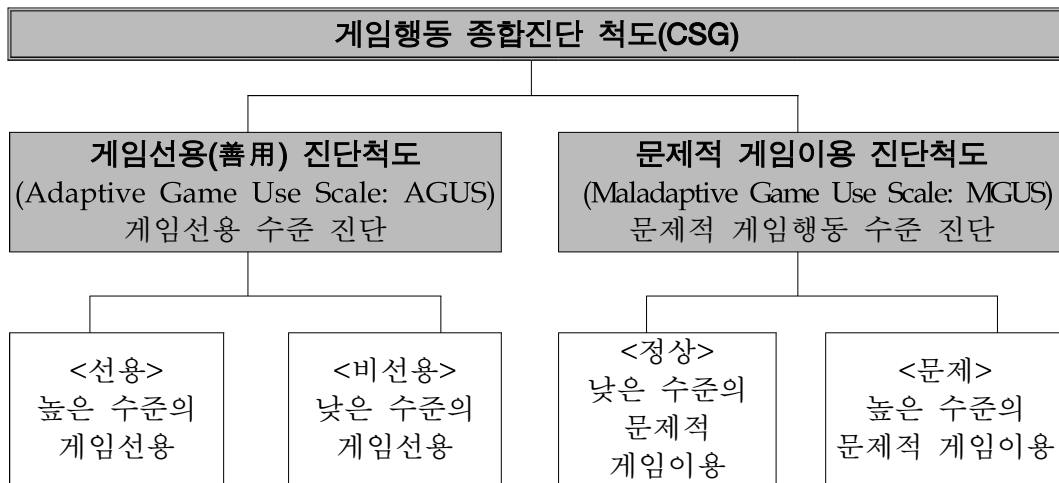 게임행동 종합진단 척도(CSG)
게임선용(善用) 진단척도
(Adaptive Game Use Scale: AGUS)
게임선용 수준 진단
문제적 게임이용 진단척도
(Maladaptive Game Use Scale: MGUS)
문제적 게임행동 수준 진단
<선용>
높은 수준의
게임선용
<비선용>
낮은 수준의
게임선용
<정상>
낮은 수준의
문제적
게임이용
<문제>
높은 수준의
문제적 게임이용